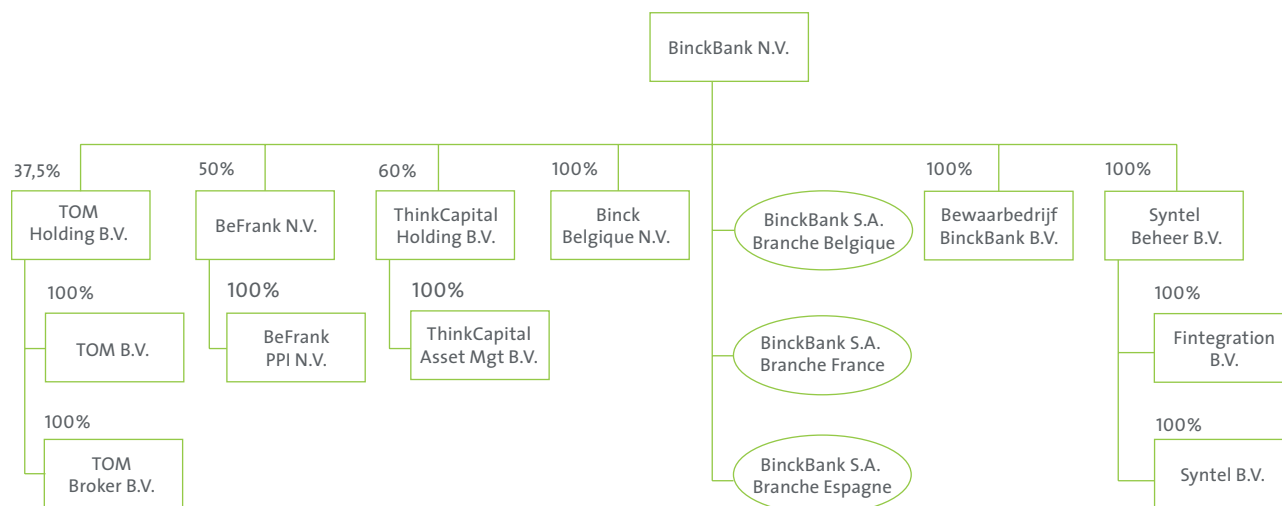 BinckBank N.V.
37,5%
50%
60%
100%
100%
100%
TOM
Holding B.V.
BeFrank N.V.
ThinkCapital
Holding B.V.
Binck
Belgique N.V.
BinckBank S.A.
Branche Belgique
Bewaarbedrijf
BinckBank B.V.
Syntel
Beheer B.V.
100%
100%
100%
100%
TOM B.V.
BeFrank
PPI N.V.
ThinkCapital
Asset Mgt B.V.
BinckBank S.A.
Branche France
Fintegration
B.V.
100%
100%
TOM
Broker B.V.
BinckBank S.A.
Branche Espagne
Syntel B.V.